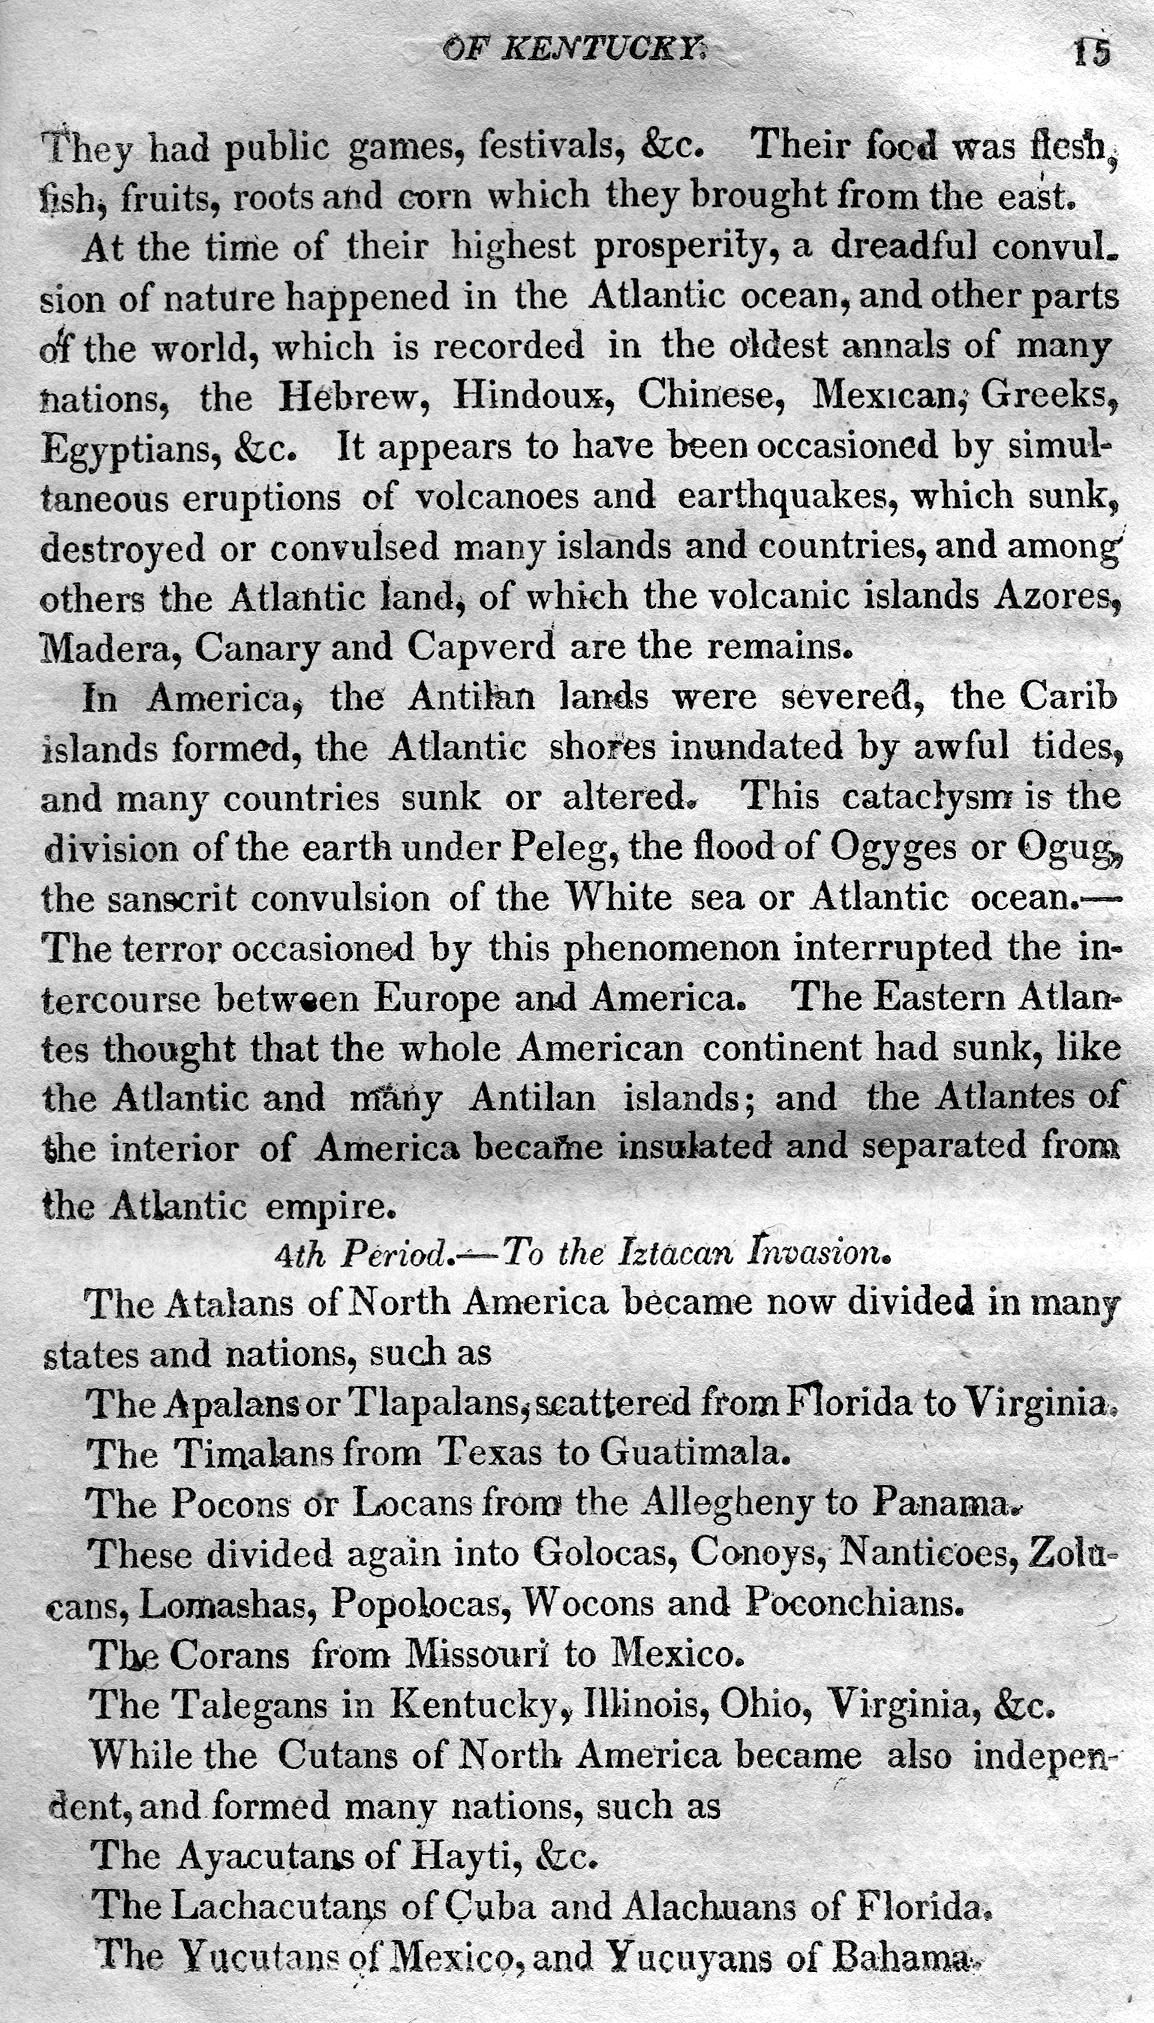 OF KENTUCKY. 15
They had public games, festivals, &c. Their food was flesh,
fish, fruits, roots and corn which they brought from the east.
At the time of their highest prosperity, a dreadful convul-
sion of nature happened in the Atlantic ocean, and other parts
of the world, which is recorded in the oldest annals of many
nations, the Hebrew, Hindoux, Chinese, Mexican, Greeks,
Egyptians, &c. It appears to have been occasioned by simul-
taneous eruptions of volcanoes and earthquakes, which sunk,
destroyed or convulsed many islands and countries, and among
others the Atlantic land, of which the volcanic islands Azores,
Madera, Canary and Capverd are the remains.
In America, the Antilan lands were severed, the Carib
islands formed, the Atlantic shores inundated by awful tides,
and many countries sunk or altered. This cataclysm is the
division of the earth under Peleg, the flood of Ogyges or Ogug,
the sanscrit convulsion of the White sea or Atlantic ocean.—
The terror occasioned by this phenomenon interrupted the in-
tercourse between Europe and America. The Eastern Atlan-
tes thought that the whole American continent had sunk, like
the Atlantic and many Antilan islands; and the Atlantes of
the interior of America became insulated and separated from
the Atlantic empire.
4th Period.—To the Iztacan Invasion.
The Atalans of North America became now divided in many
states and nations, such as
The Apalans or Tlapalans, scattered from Florida to Virginia.
The Timalans from Texas to Guatimala.
The Pocons or Locans from the Allegheny to Panama.
These divided again into Golocas, Conoys, Nanticoes, Zolu-
cans, Lomashas, Popolocas, Wocons and Poconchians.
The Corans from Missouri to Mexico.
The Talegans in Kentucky, Illinois, Ohio, Virginia, &c.
While the Cutans of North America became also indepen-
dent, and formed many nations, such as
The Ayacutans of Hayti, &c.
The Lachacutans of Cuba and Alachuans of Florida.
The Yucutans of Mexico, and Yucuyans of Bahama.